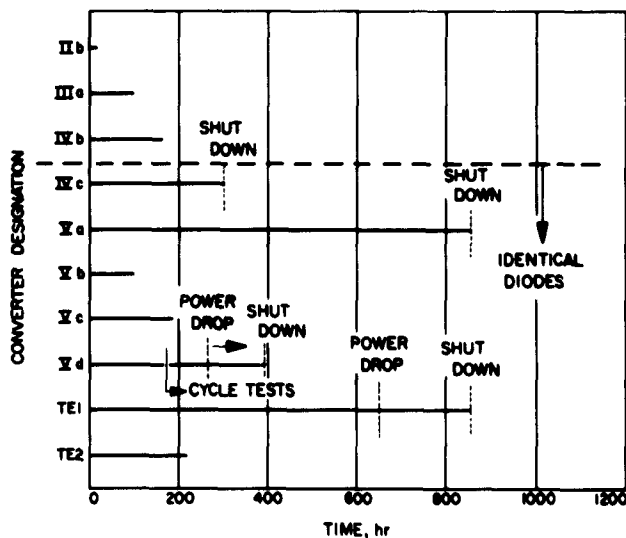 CONVERTER DESIGNATION
IIb
IIIa
IVb
SHUT
DOWN
IVc
SHUT
DOWN
Va
IDENTICAL
DIODES
Vb
POWER
DROP
SHUT
DOWN
Vc
POWER
DROP
SHUT
DOWN
Vd
CYCLE TESTS
TE1
TE2
0 200 400 600 800 1000 1200
TIME, hr